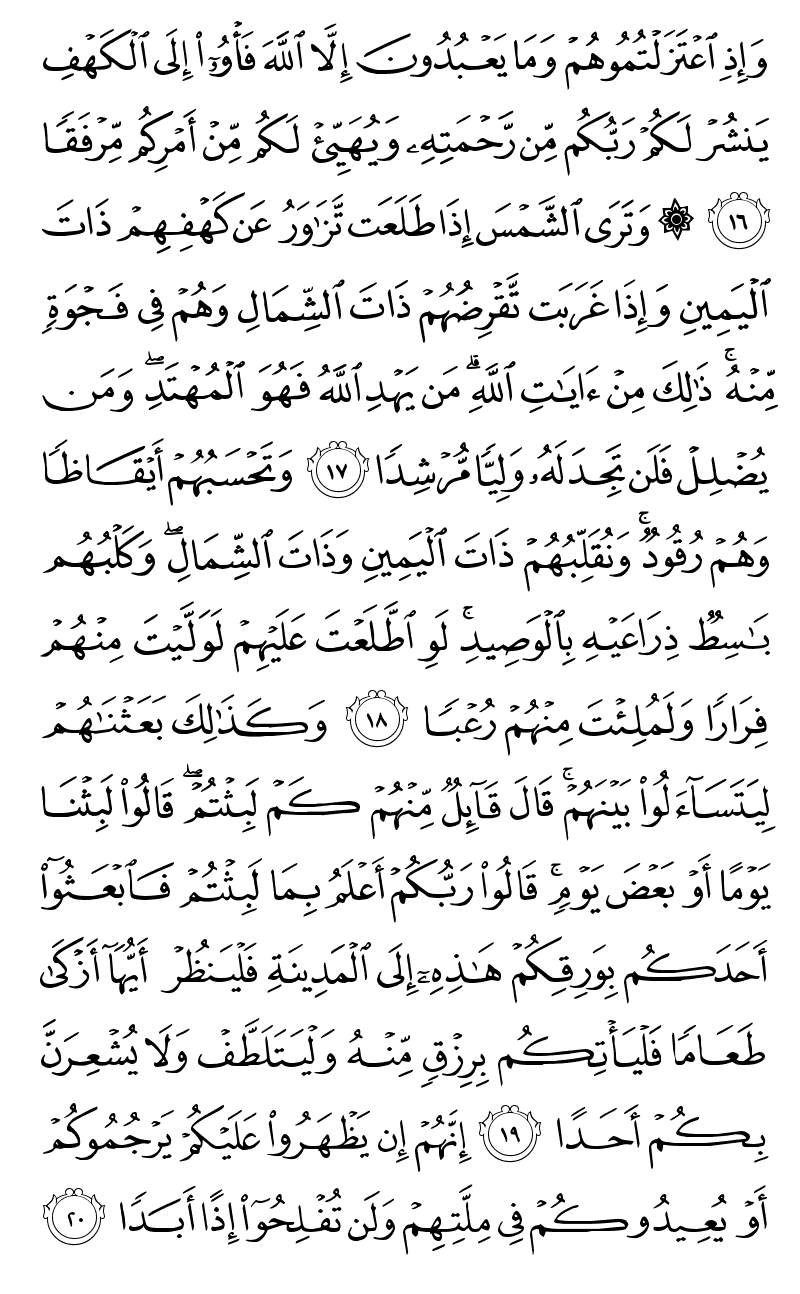 وَإِذِ ٱعْتَزَلْتُمُوهُمْ وَمَا يَعْبُدُونَ إِلَّا ٱللَّهَ فَأْوُۥٓا۟ إِلَى ٱلْكَهْفِ
يَنشُرْ لَكُمْ رَبُّكُم مِّن رَّحْمَتِهِۦ وَيُهَيِّئْ لَكُم مِّنْ أَمْرِكُم مِّرْفَقًا
١٦ ۞ وَتَرَى ٱلشَّمْسَ إِذَا طَلَعَت تَّزَٰوَرُ عَن كَهْفِهِمْ ذَاتَ
ٱلْيَمِينِ وَإِذَا غَرَبَت تَّقْرِضُهُمْ ذَاتَ ٱلشِّمَالِ وَهُمْ فِى فَجْوَةٍ
مِّنْهُ ۚ ذَٰلِكَ مِنْ ءَايَـٰتِ ٱللَّهِ ۗ مَن يَهْدِ ٱللَّهُ فَهُوَ ٱلْمُهْتَدِ ۖ وَمَن
يُضْلِلْ فَلَن تَجِدَ لَهُۥ وَلِيًّا مُّرْشِدًا ١٧ وَتَحْسَبُهُمْ أَيْقَاظًا
وَهُمْ رُقُودٌ ۚ وَنُقَلِّبُهُمْ ذَاتَ ٱلْيَمِينِ وَذَاتَ ٱلشِّمَالِ ۖ وَكَلْبُهُم
بَـٰسِطٌ ذِرَاعَيْهِ بِٱلْوَصِيدِ ۚ لَوِ ٱطَّلَعْتَ عَلَيْهِمْ لَوَلَّيْتَ مِنْهُمْ
فِرَارًا وَلَمُلِئْتَ مِنْهُمْ رُعْبًا ١٨ وَكَذَٰلِكَ بَعَثْنَـٰهُمْ
لِيَتَسَآءَلُوا۟ بَيْنَهُمْ ۚ قَالَ قَآئِلٌ مِّنْهُمْ كَمْ لَبِثْتُمْ ۖ قَالُوا۟ لَبِثْنَا
يَوْمًا أَوْ بَعْضَ يَوْمٍ ۚ قَالُوا۟ رَبُّكُمْ أَعْلَمُ بِمَا لَبِثْتُمْ فَٱبْعَثُوٓا۟
أَحَدَكُم بِوَرِقِكُمْ هَـٰذِهِۦٓ إِلَى ٱلْمَدِينَةِ فَلْيَنظُرْ أَيُّهَآ أَزْكَىٰ
طَعَامًا فَلْيَأْتِكُم بِرِزْقٍ مِّنْهُ وَلْيَتَلَطَّفْ وَلَا يُشْعِرَنَّ
بِكُمْ أَحَدًا ١٩ إِنَّهُمْ إِن يَظْهَرُوا۟ عَلَيْكُمْ يَرْجُمُوكُمْ
أَوْ يُعِيدُوكُمْ فِى مِلَّتِهِمْ وَلَن تُفْلِحُوٓا۟ إِذًا أَبَدًا ٢٠